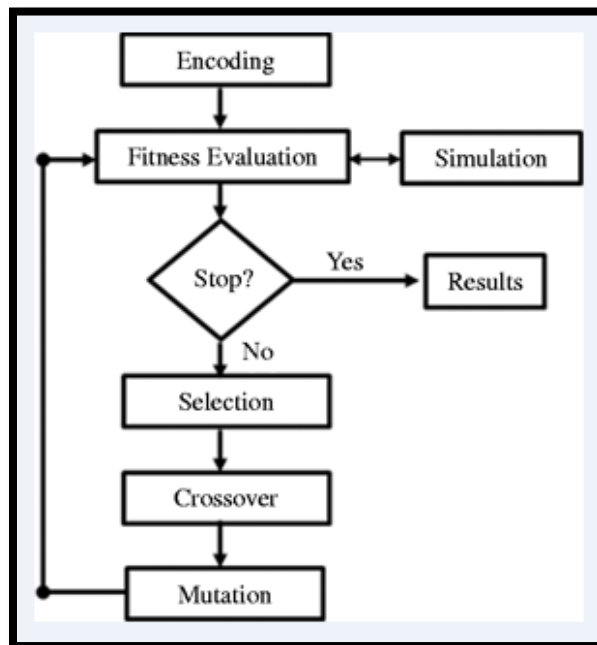 Encoding
Fitness Evaluation
Simulation
Stop?
Yes
Results
No
Selection
Crossover
Mutation